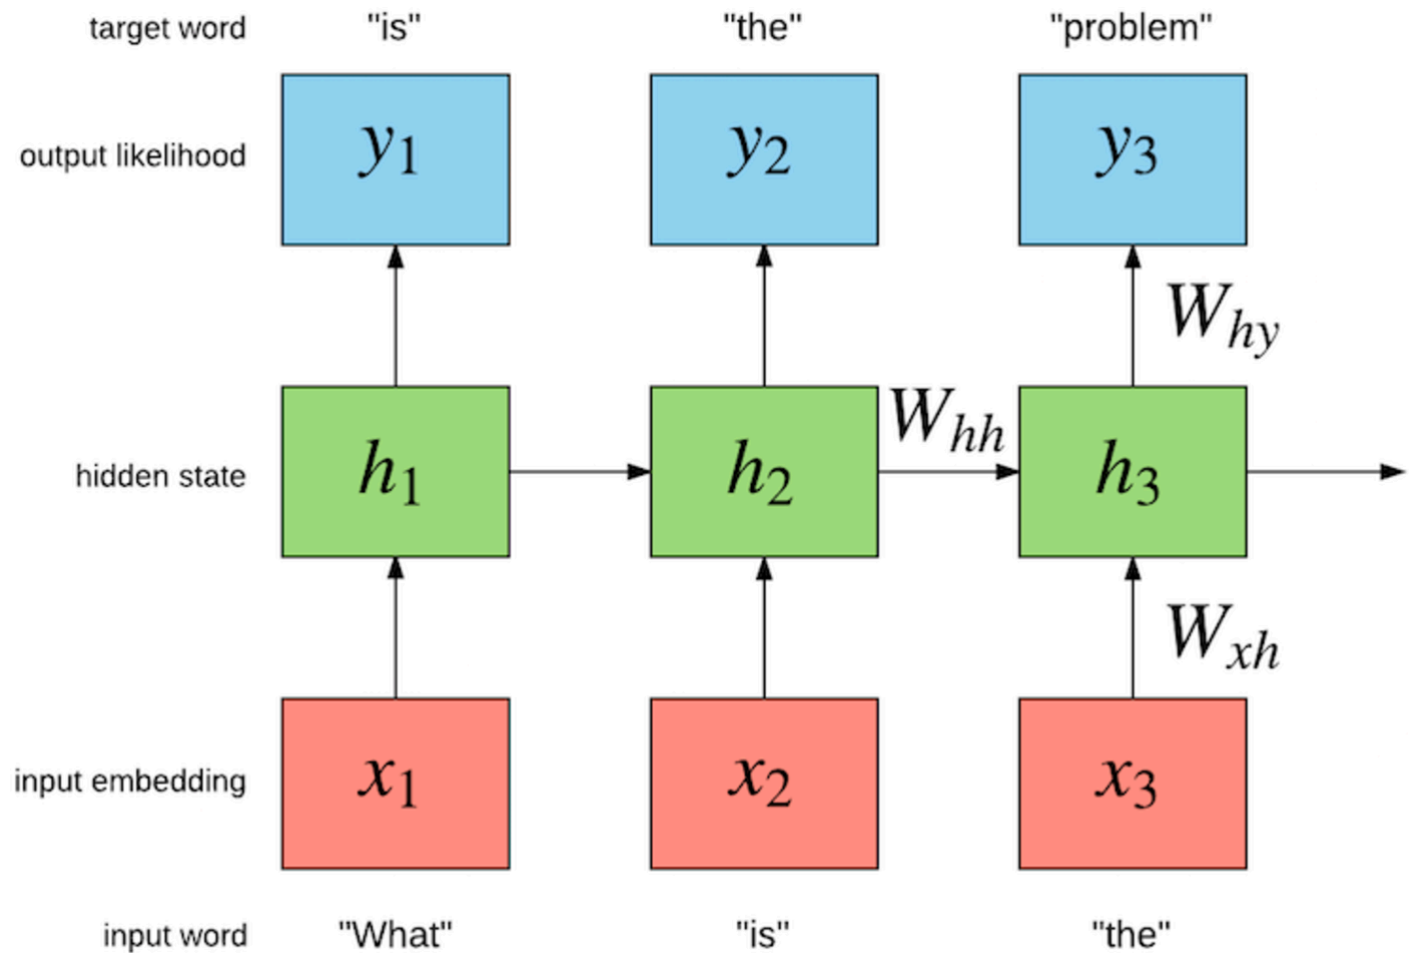 target word "is" "the" "problem"
output likelihood y1 y2 y3
Why
Whh
hidden state h1 h2 h3
Wxh
input embedding x1 x2 x3
input word "What" "is" "the"